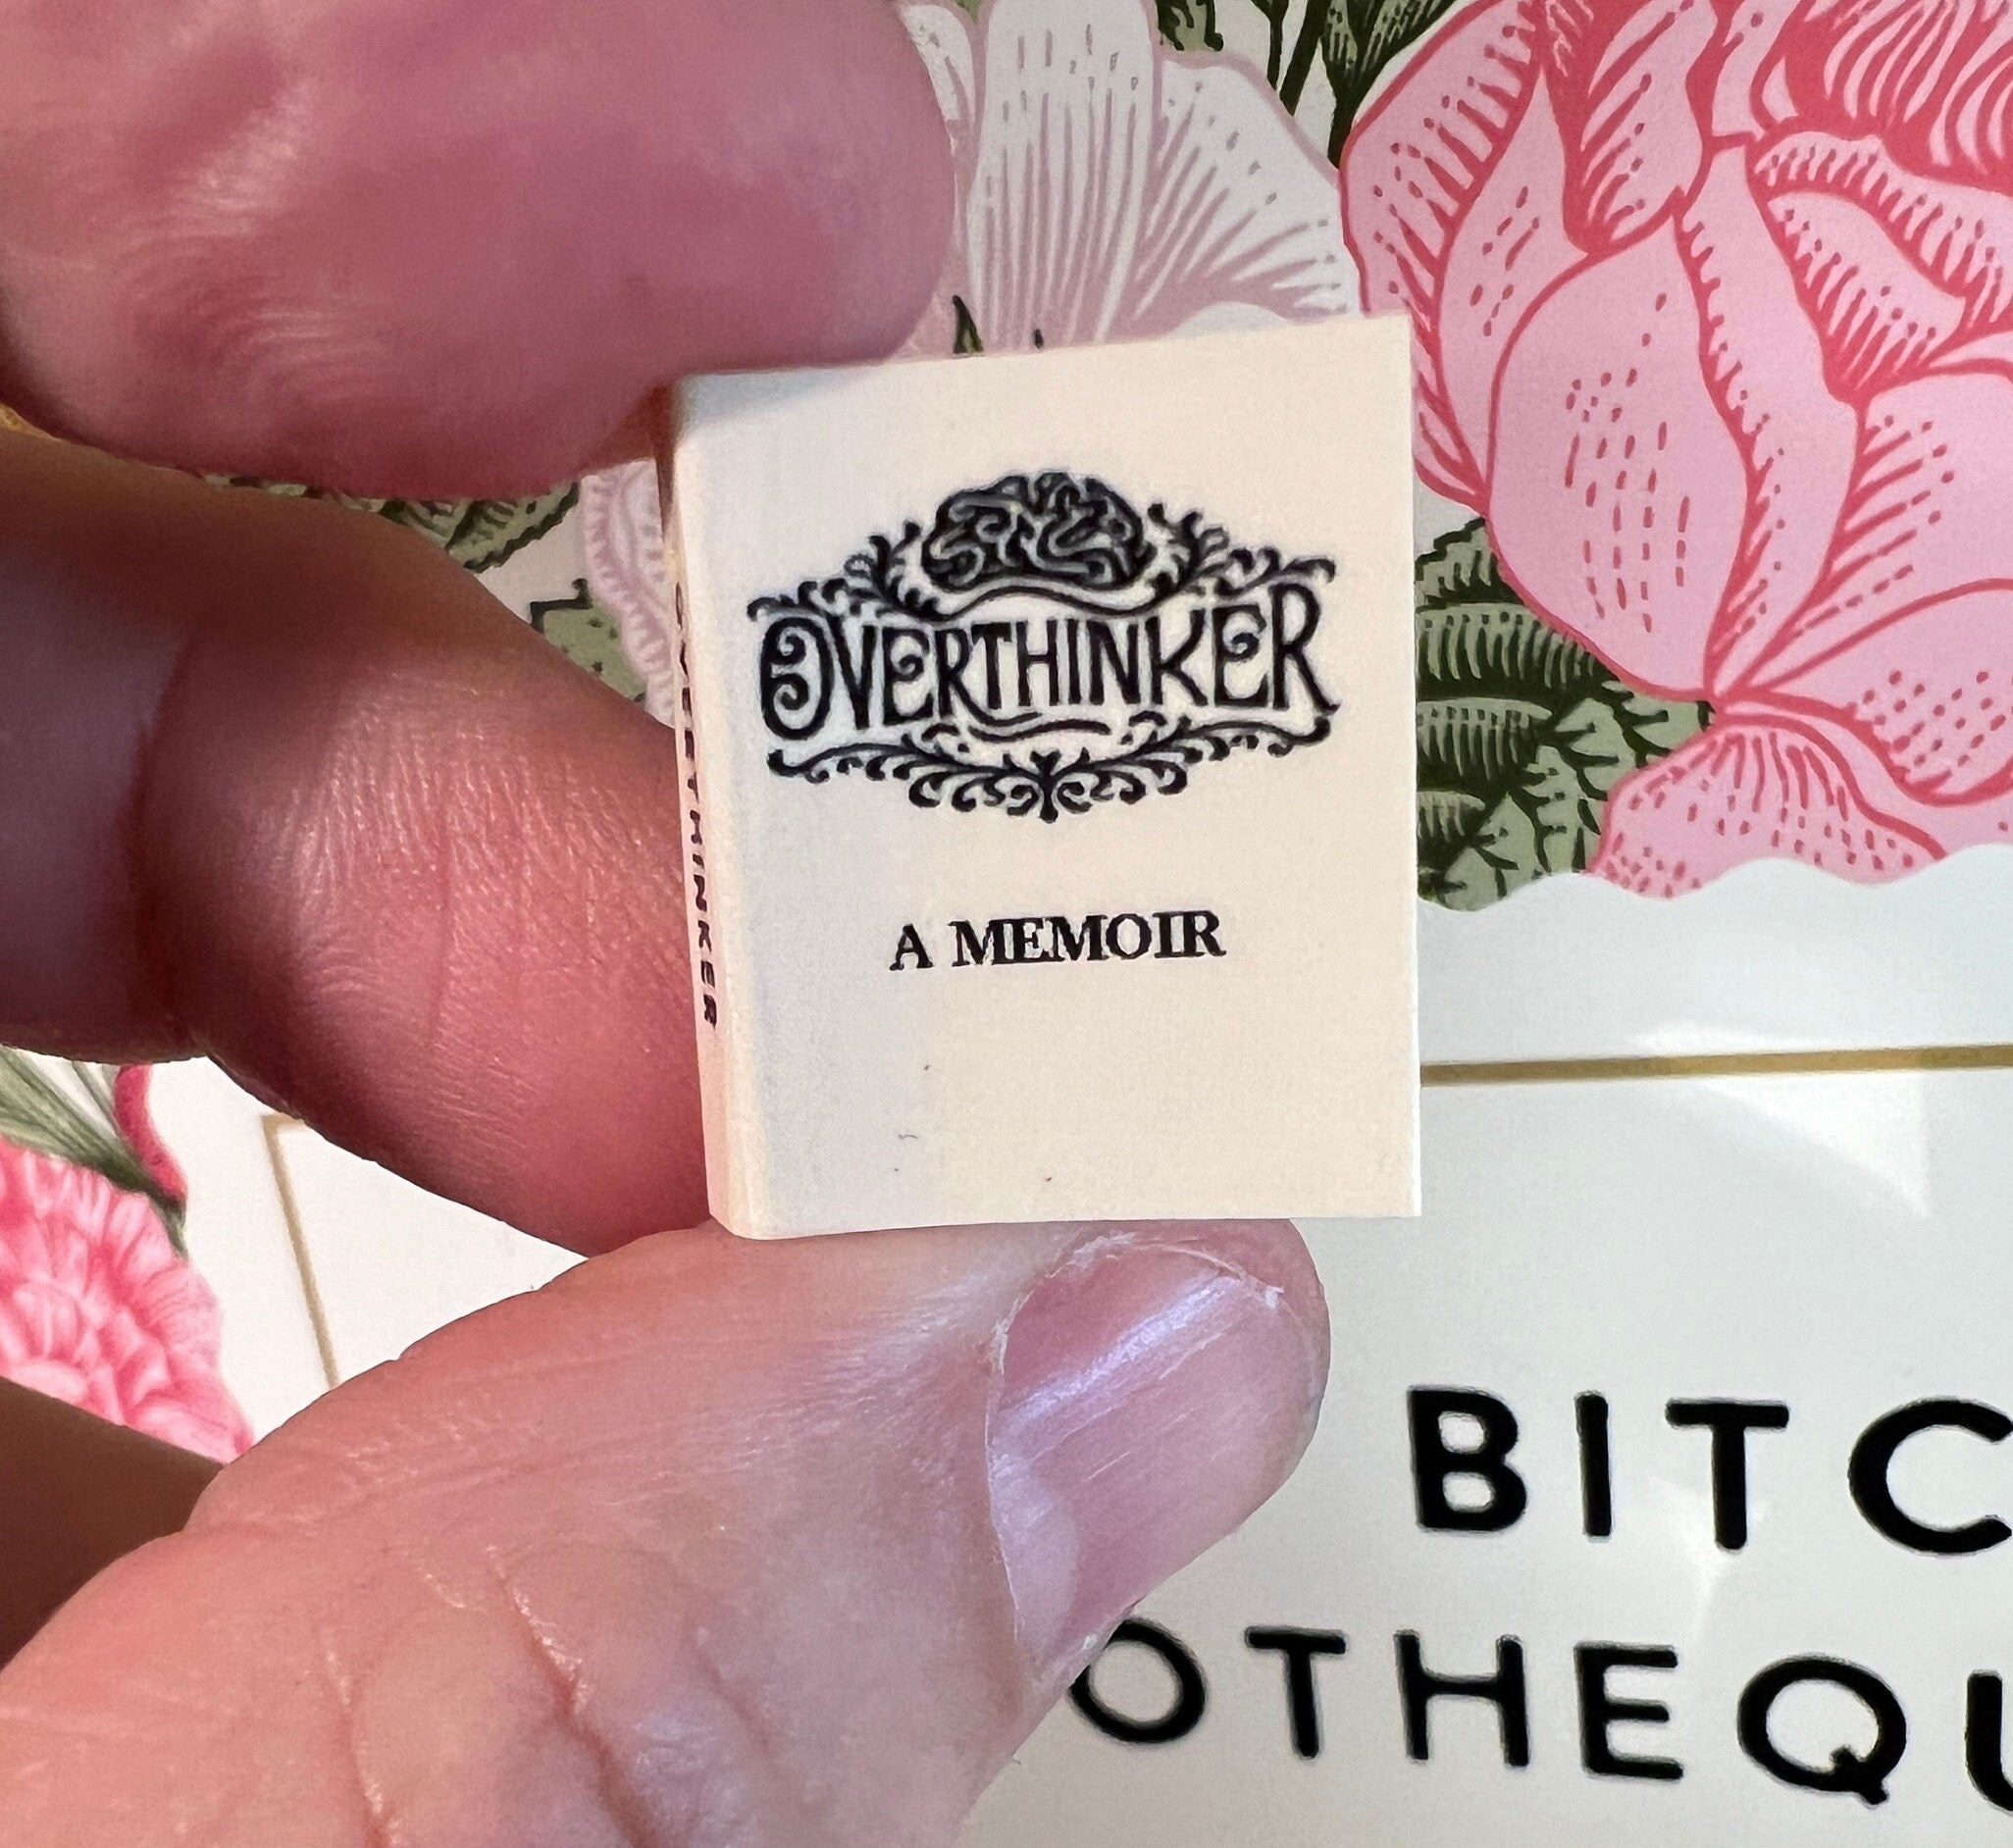 OVERTHINKER
A MEMOIR
OVERTHINKER
BITC
OTHEQU